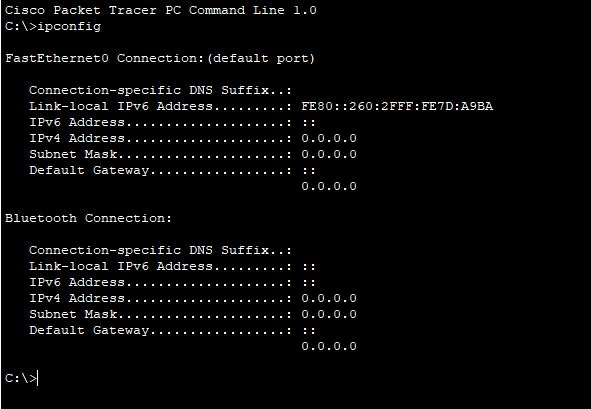 Cisco Packet Tracer PC Command Line 1.0
C:\>ipconfig
FastEthernet0 Connection:(default port)
Connection-specific DNS Suffix..:
Link-local IPv6 Address.........: FE80::260:2FFF:FE7D:A9BA
IPv6 Address....................: ::
IPv4 Address....................: 0.0.0.0
Subnet Mask.....................: 0.0.0.0
Default Gateway.................: ::
0.0.0.0
Bluetooth Connection:
Connection-specific DNS Suffix..:
Link-local IPv6 Address.........: ::
IPv6 Address....................: ::
IPv4 Address....................: 0.0.0.0
Subnet Mask.....................: 0.0.0.0
Default Gateway.................: ::
0.0.0.0
C:\>